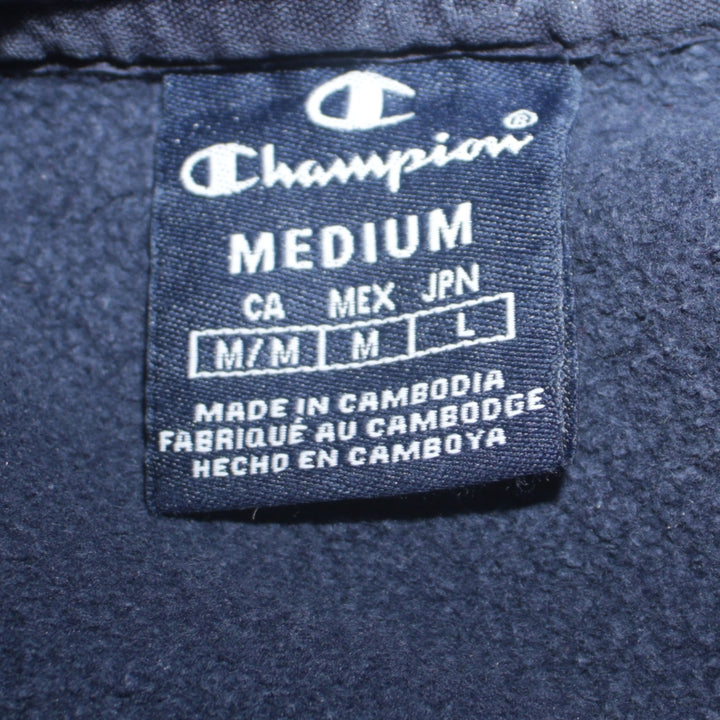 Champion®
MEDIUM
CA MEX JPN
M/M M L
MADE IN CAMBODIA
FABRIQUÉ AU CAMBODGE
HECHO EN CAMBOYA